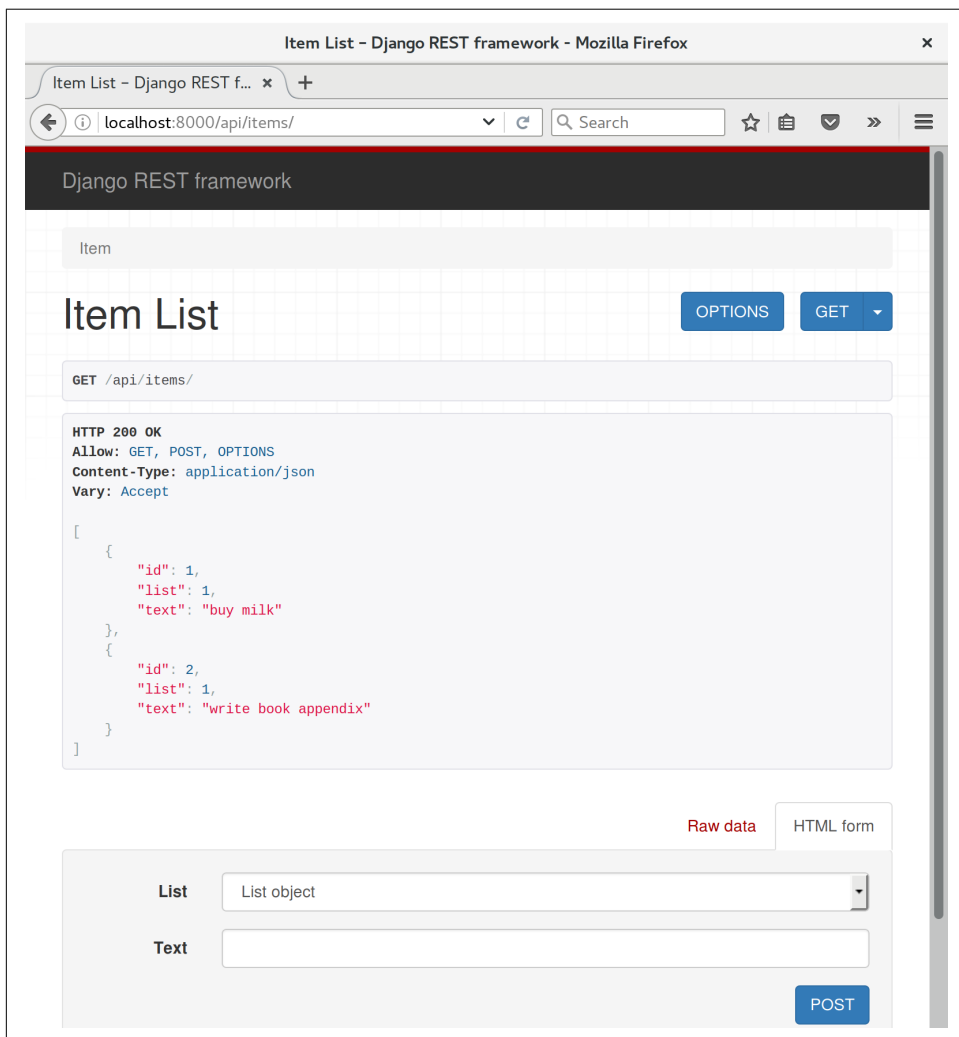 Item List – Django REST framework - Mozilla Firefox ×
Item List – Django REST f... × +
localhost:8000/api/items/ Search
Django REST framework
Item
Item List OPTIONS GET
GET /api/items/
HTTP 200 OK
Allow: GET, POST, OPTIONS
Content-Type: application/json
Vary: Accept
[
    {
        "id": 1,
        "list": 1,
        "text": "buy milk"
    },
    {
        "id": 2,
        "list": 1,
        "text": "write book appendix"
    }
]
Raw data HTML form
List List object
Text
POST